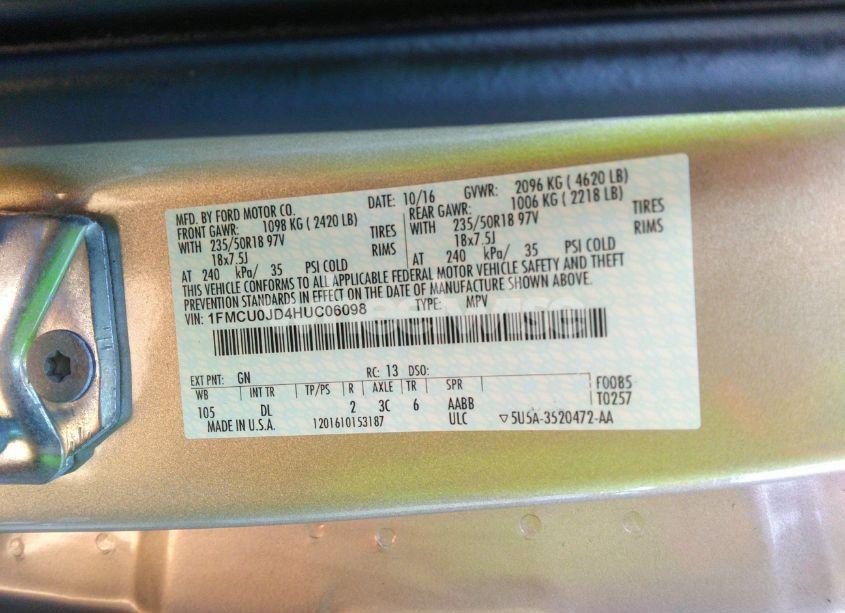 MFD. BY FORD MOTOR CO. DATE: 10/16 GVWR: 2096 KG ( 4620 LB)
FRONT GAWR: 1098 KG ( 2420 LB) REAR GAWR: 1006 KG ( 2218 LB)
WITH 235/50R18 97V TIRES WITH 235/50R18 97V TIRES
18x7.5J RIMS 18x7.5J RIMS
AT 240 kPa/ 35 PSI COLD AT 240 kPa/ 35 PSI COLD
THIS VEHICLE CONFORMS TO ALL APPLICABLE FEDERAL MOTOR VEHICLE SAFETY AND THEFT
PREVENTION STANDARDS IN EFFECT ON THE DATE OF MANUFACTURE SHOWN ABOVE.
VIN: 1FMCU0JD4HUC06098 TYPE: MPV
EXT PNT: GN RC: 13 DSO:
WB INT TR TP/PS R AXLE TR SPR F0085
105 DL 2 3C 6 AABB T0257
MADE IN U.S.A. 1201610153187 ULC ▽5U5A-3520472-AA